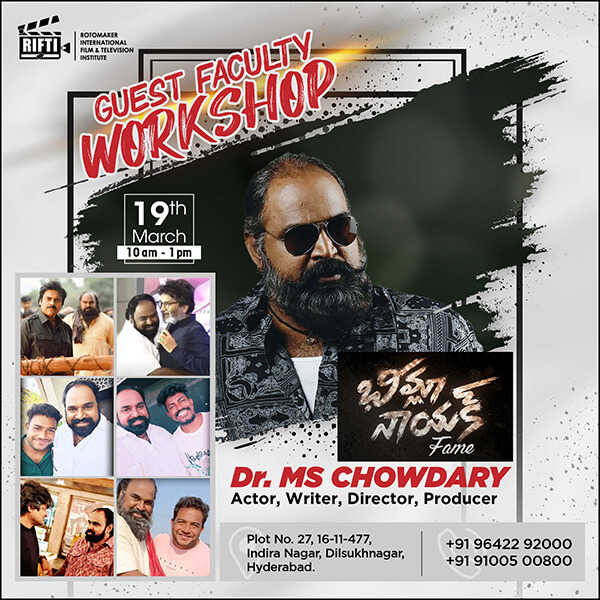 RIFTI
ROTOMAKER
INTERNATIONAL
FILM & TELEVISION
INSTITUTE
GUEST FACULTY
WORKSHOP
19th
March
10 am - 1 pm
భీమ్లా
నాయక్
Fame
Dr. MS CHOWDARY
Actor, Writer, Director, Producer
Plot No. 27, 16-11-477,
Indira Nagar, Dilsukhnagar,
Hyderabad.
+91 96422 92000
+91 91005 00800